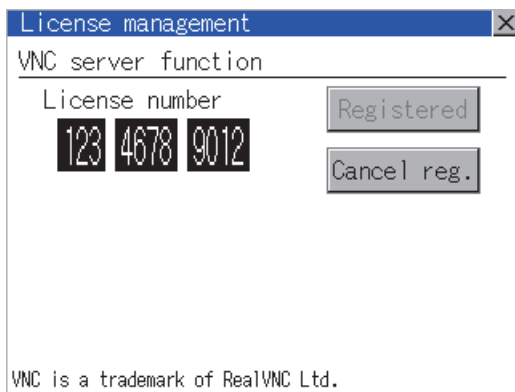 License management
VNC server function
License number
Registered
123 4678 9012
Cancel reg.
VNC is a trademark of RealVNC Ltd.